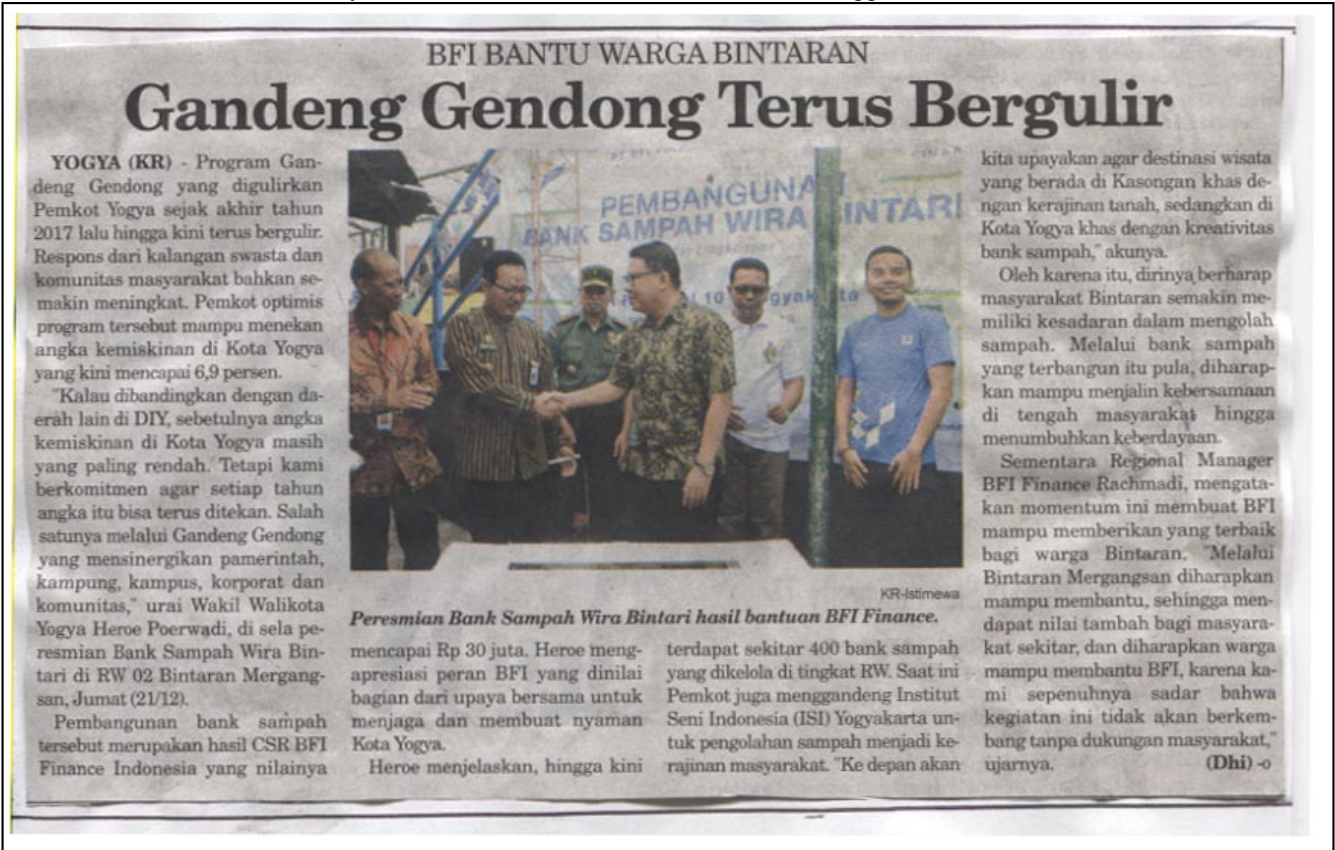 BFI BANTU WARGA BINTARAN
Gandeng Gendong Terus Bergulir
YOGYA (KR) - Program Gan-
deng Gendong yang digulirkan
Pemkot Yogya sejak akhir tahun
2017 lalu hingga kini terus bergulir.
Respons dari kalangan swasta dan
komunitas masyarakat bahkan se-
makin meningkat. Pemkot optimis
program tersebut mampu menekan
angka kemiskinan di Kota Yogya
yang kini mencapai 6,9 persen.
"Kalau dibandingkan dengan da-
erah lain di DIY, sebetulnya angka
kemiskinan di Kota Yogya masih
yang paling rendah. Tetapi kami
berkomitmen agar setiap tahun
angka itu bisa terus ditekan. Salah
satunya melalui Gandeng Gendong
yang mensinergikan pamerintah,
kampung, kampus, korporat dan
komunitas," urai Wakil Walikota
Yogya Heroe Poerwadi, di sela pe-
resmian Bank Sampah Wira Bin-
tari di RW 02 Bintaran Mergang-
san, Jumat (21/12).
Pembangunan bank sampah
tersebut merupakan hasil CSR BFI
Finance Indonesia yang nilainya
PEMBANGUNAN
BANK SAMPAH WIRA BINTARI
KR-Istimewa
Peresmian Bank Sampah Wira Bintari hasil bantuan BFI Finance.
mencapai Rp 30 juta. Heroe meng-
apresiasi peran BFI yang dinilai
bagian dari upaya bersama untuk
menjaga dan membuat nyaman
Kota Yogya.
Heroe menjelaskan, hingga kini
terdapat sekitar 400 bank sampah
yang dikelola di tingkat RW. Saat ini
Pemkot juga menggandeng Institut
Seni Indonesia (ISI) Yogyakarta un-
tuk pengolahan sampah menjadi ke-
rajinan masyarakat. "Ke depan akan
kita upayakan agar destinasi wisata
yang berada di Kasongan khas de-
ngan kerajinan tanah, sedangkan di
Kota Yogya khas dengan kreativitas
bank sampah," akunya.
Oleh karena itu, dirinya berharap
masyarakat Bintaran semakin me-
miliki kesadaran dalam mengolah
sampah. Melalui bank sampah
yang terbangun itu pula, diharap-
kan mampu menjalin kebersamaan
di tengah masyarakat hingga
menumbuhkan keberdayaan.
Sementara Regional Manager
BFI Finance Rachmadi, mengata-
kan momentum ini membuat BFI
mampu memberikan yang terbaik
bagi warga Bintaran. "Melalui
Bintaran Mergangsan diharapkan
mampu membantu, sehingga men-
dapat nilai tambah bagi masyara-
kat sekitar, dan diharapkan warga
mampu membantu BFI, karena ka-
mi sepenuhnya sadar bahwa
kegiatan ini tidak akan berkem-
bang tanpa dukungan masyarakat,"
ujarnya. (Dhi) -o